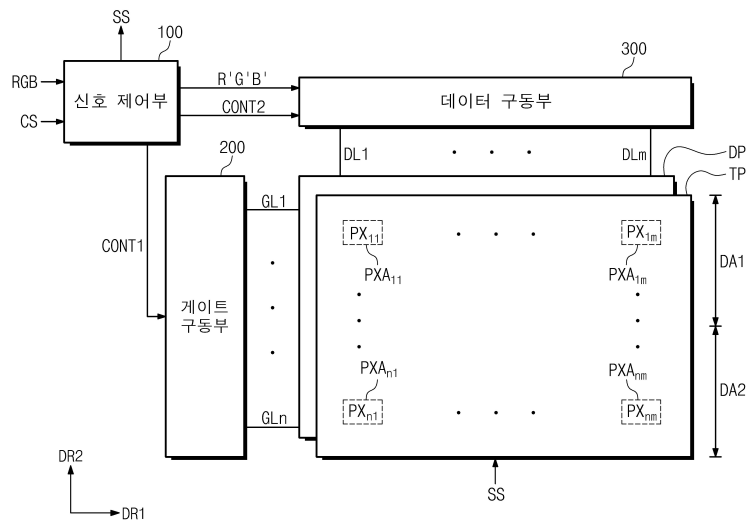 SS
100
RGB
신호 제어부
R'G'B'
300
데이터 구동부
CS
CONT2
200
DL1
DLm
DP
TP
GL1
PX11
PX1m
CONT1
PXA11
PXA1m
DA1
게이트
구동부
PXAn1
PXAnm
DA2
GLn
PXn1
PXnm
DR2
SS
DR1